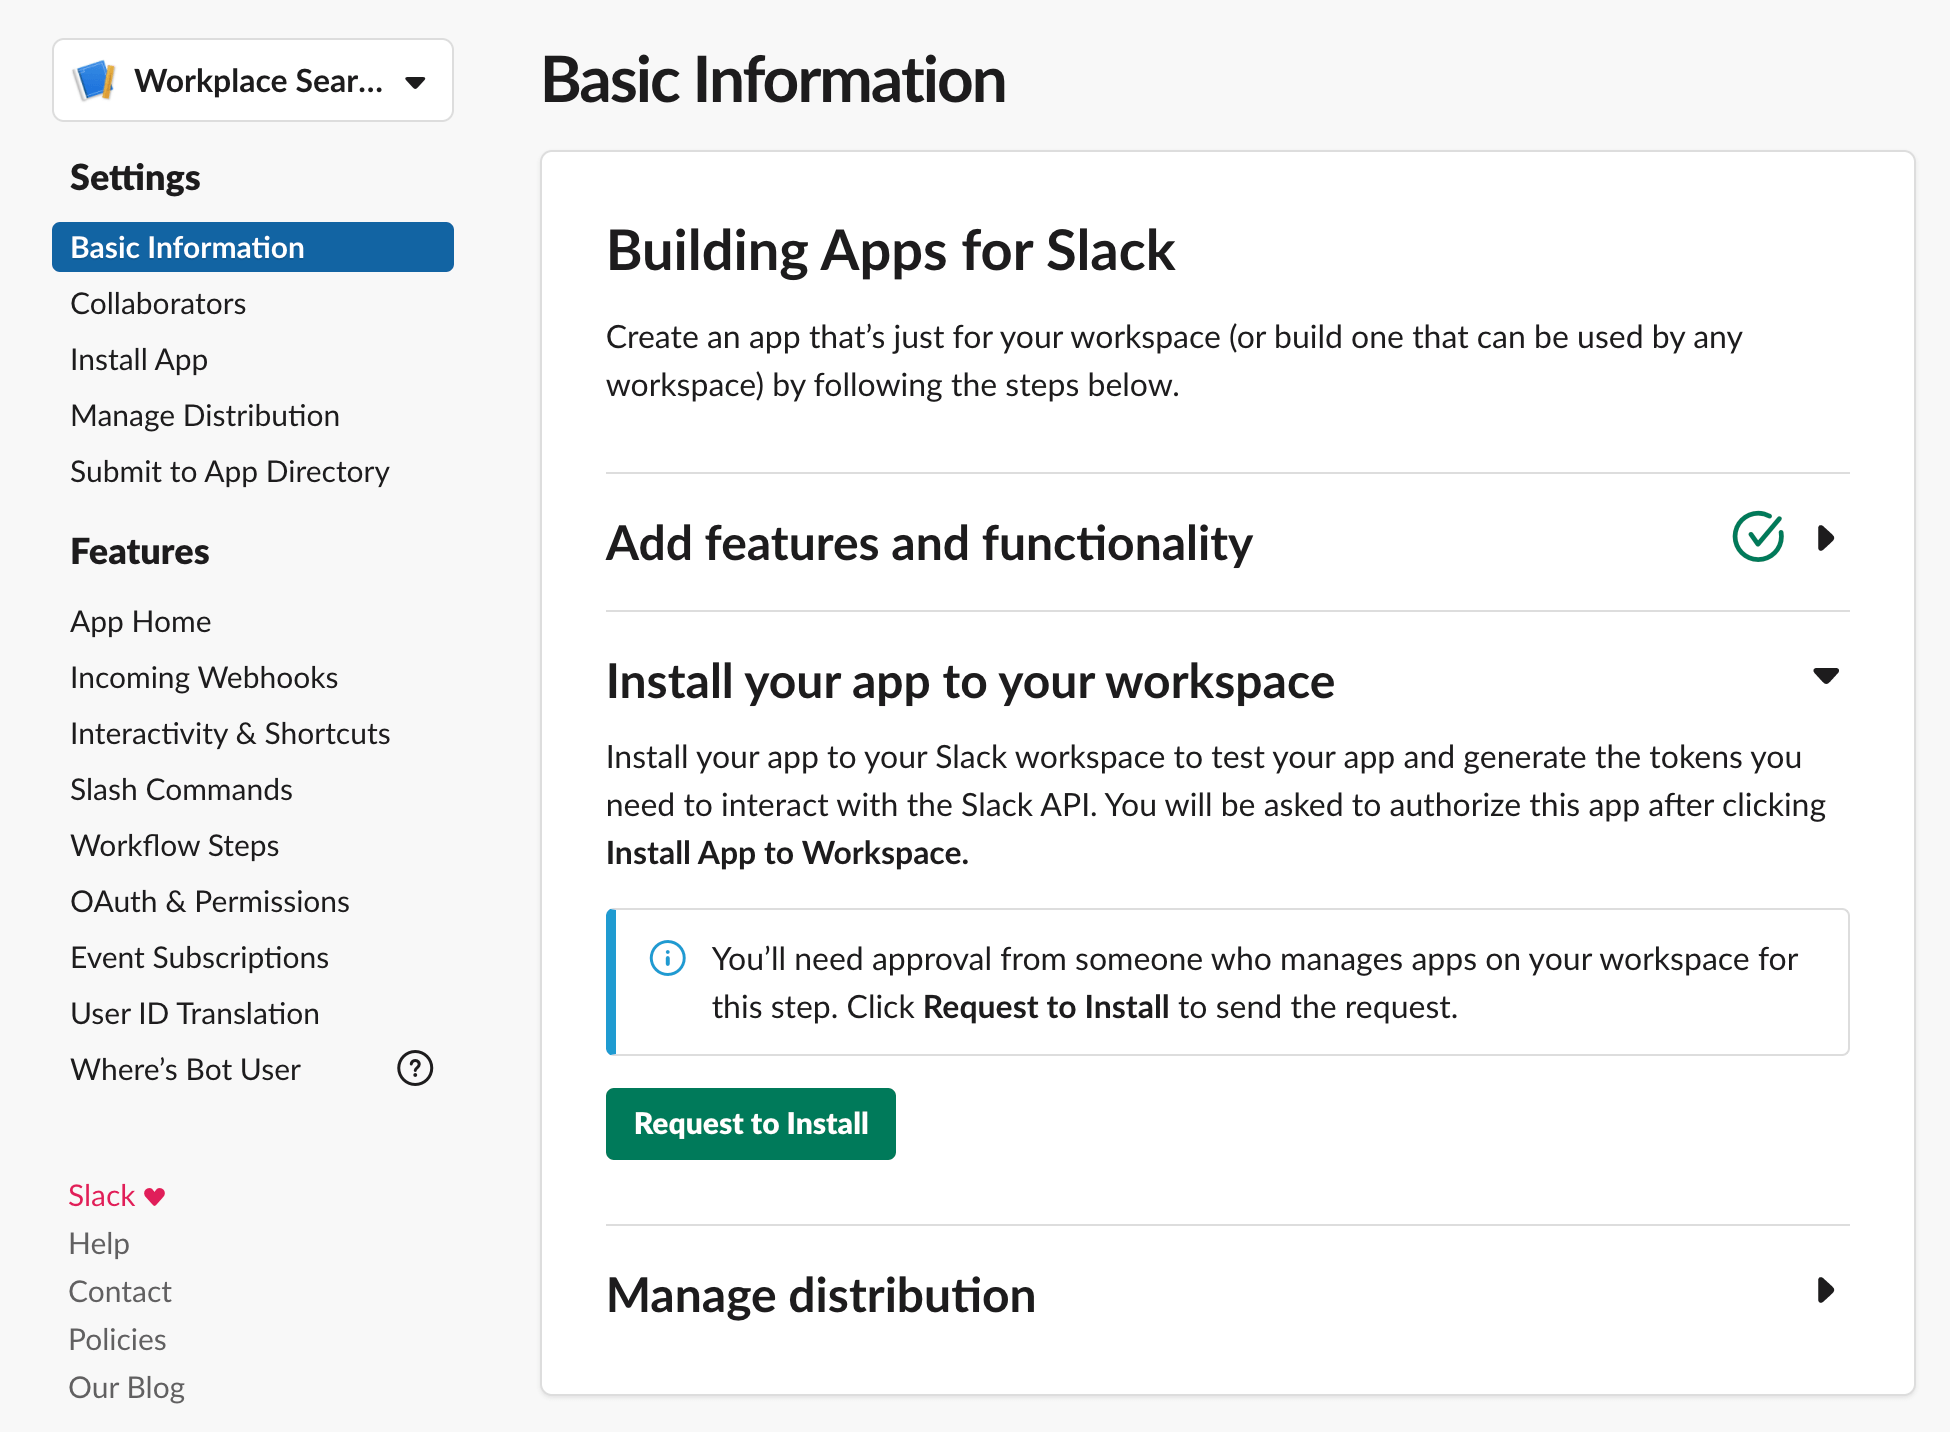 Workplace Sear...
Settings
Basic Information
Collaborators
Install App
Manage Distribution
Submit to App Directory
Features
App Home
Incoming Webhooks
Interactivity & Shortcuts
Slash Commands
Workflow Steps
OAuth & Permissions
Event Subscriptions
User ID Translation
Where’s Bot User
Slack ♥
Help
Contact
Policies
Our Blog
Basic Information
Building Apps for Slack
Create an app that’s just for your workspace (or build one that can be used by any
workspace) by following the steps below.
Add features and functionality
Install your app to your workspace
Install your app to your Slack workspace to test your app and generate the tokens you
need to interact with the Slack API. You will be asked to authorize this app after clicking
Install App to Workspace.
You’ll need approval from someone who manages apps on your workspace for
this step. Click Request to Install to send the request.
Request to Install
Manage distribution